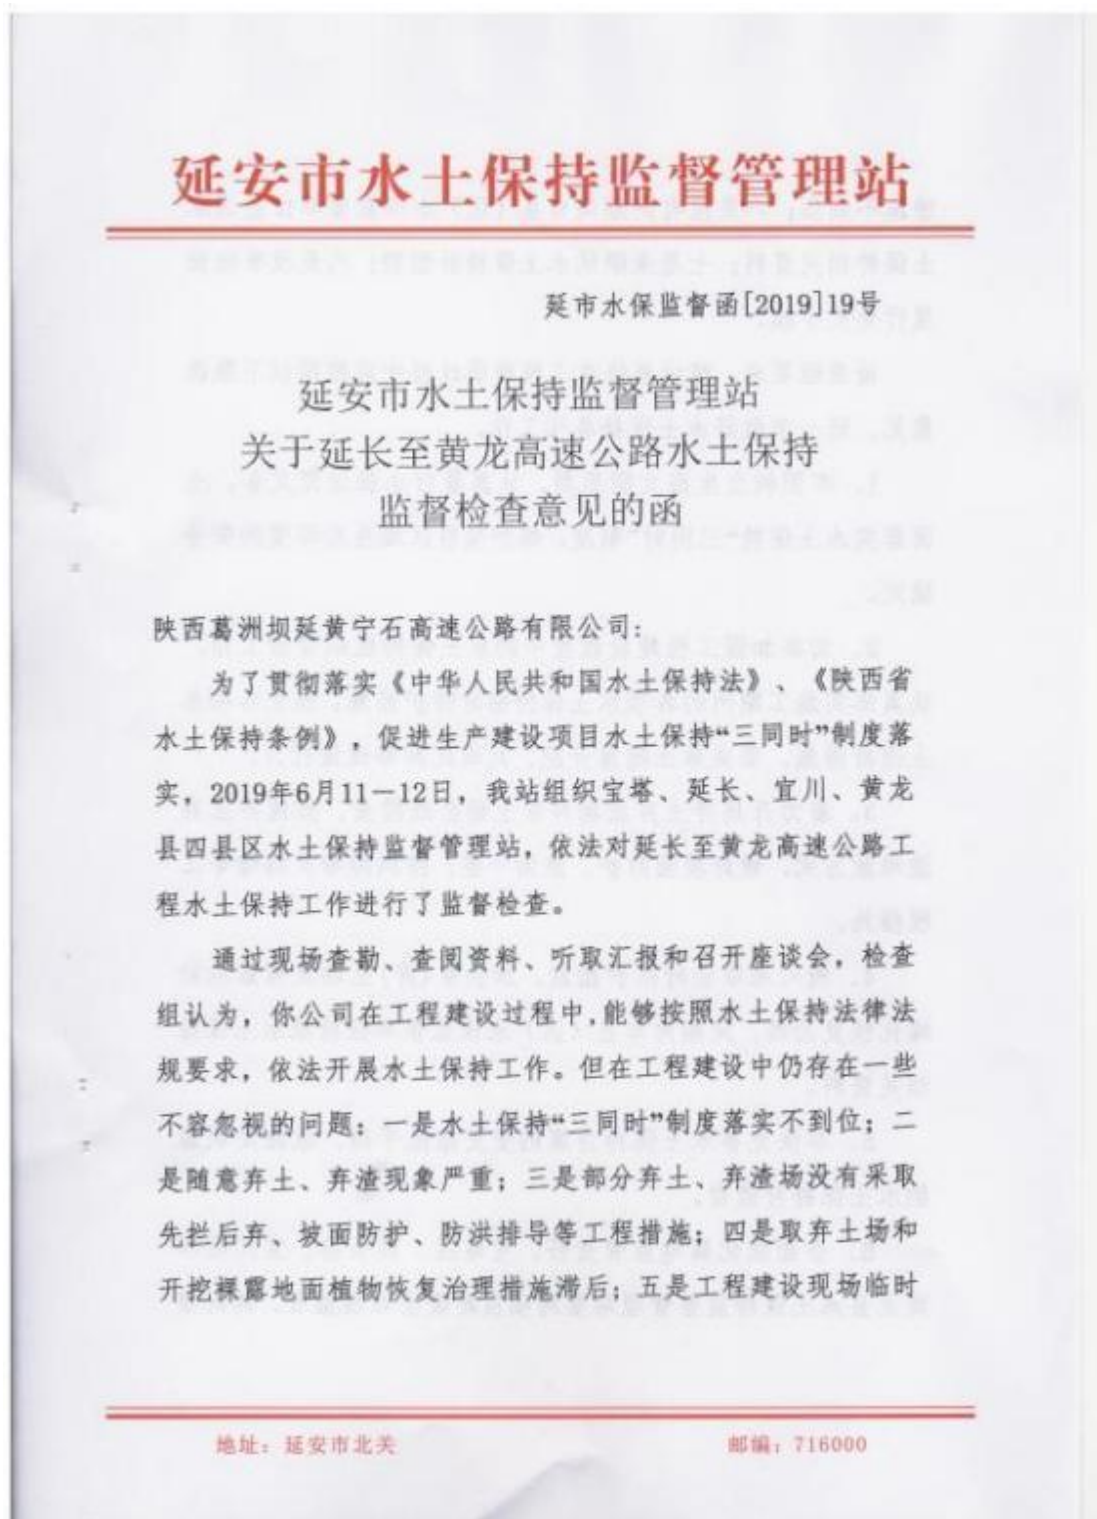 延安市水土保持监督管理站
延市水保监督函[2019]19号
延安市水土保持监督管理站
关于延长至黄龙高速公路水土保持
监督检查意见的函
陕西葛洲坝延黄宁石高速公路有限公司：
为了贯彻落实《中华人民共和国水土保持法》、《陕西省
水土保持条例》，促进生产建设项目水土保持“三同时”制度落
实，2019年6月11－12日，我站组织宝塔、延长、宜川、黄龙
县四县区水土保持监督管理站，依法对延长至黄龙高速公路工
程水土保持工作进行了监督检查。
通过现场查勘、查阅资料、听取汇报和召开座谈会，检查
组认为，你公司在工程建设过程中，能够按照水土保持法律法
规要求，依法开展水土保持工作。但在工程建设中仍存在一些
不容忽视的问题：一是水土保持“三同时”制度落实不到位；二
是随意弃土、弃渣现象严重；三是部分弃土、弃渣场没有采取
先拦后弃、坡面防护、防洪排导等工程措施；四是取弃土场和
开挖裸露地面植物恢复治理措施滞后；五是工程建设现场临时
地址：延安市北关
邮编：716000